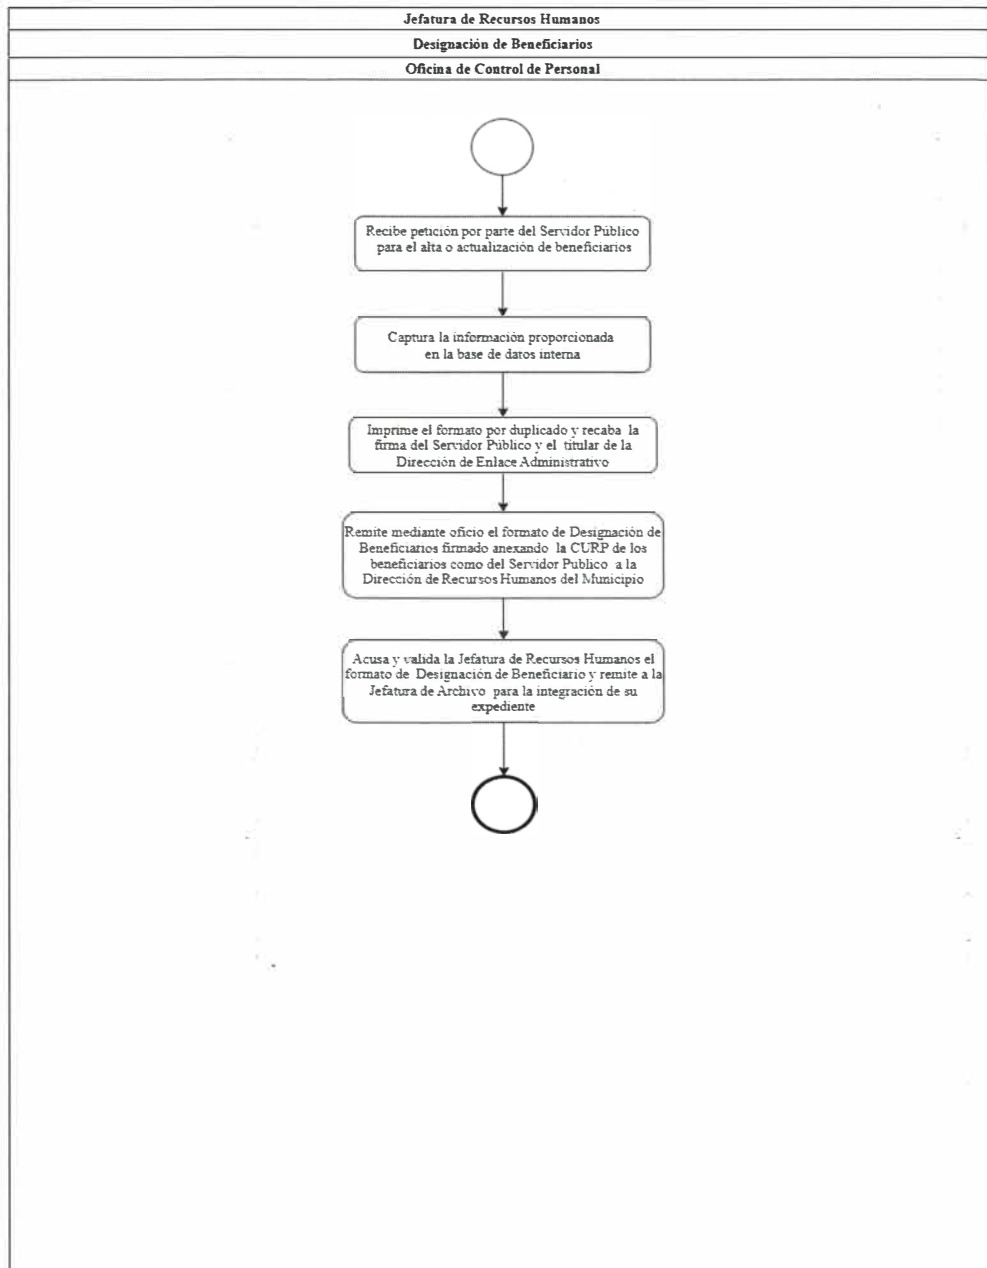 Jefatura de Recursos Humanos
Designación de Beneficiarios
Oficina de Control de Personal
Recibe petición por parte del Servidor Público
para el alta o actualización de beneficiarios
Captura la información proporcionada
en la base de datos interna
Imprime el formato por duplicado y recaba la
firma del Servidor Público y el titular de la
Dirección de Enlace Administrativo
Remite mediante oficio el formato de Designación de
Beneficiarios firmado anexando la CURP de los
beneficiarios como del Servidor Publico a la
Dirección de Recursos Humanos del Municipio
Acusa y valida la Jefatura de Recursos Humanos el
formato de Designación de Beneficiario y remite a la
Jefatura de Archivo para la integración de su
expediente